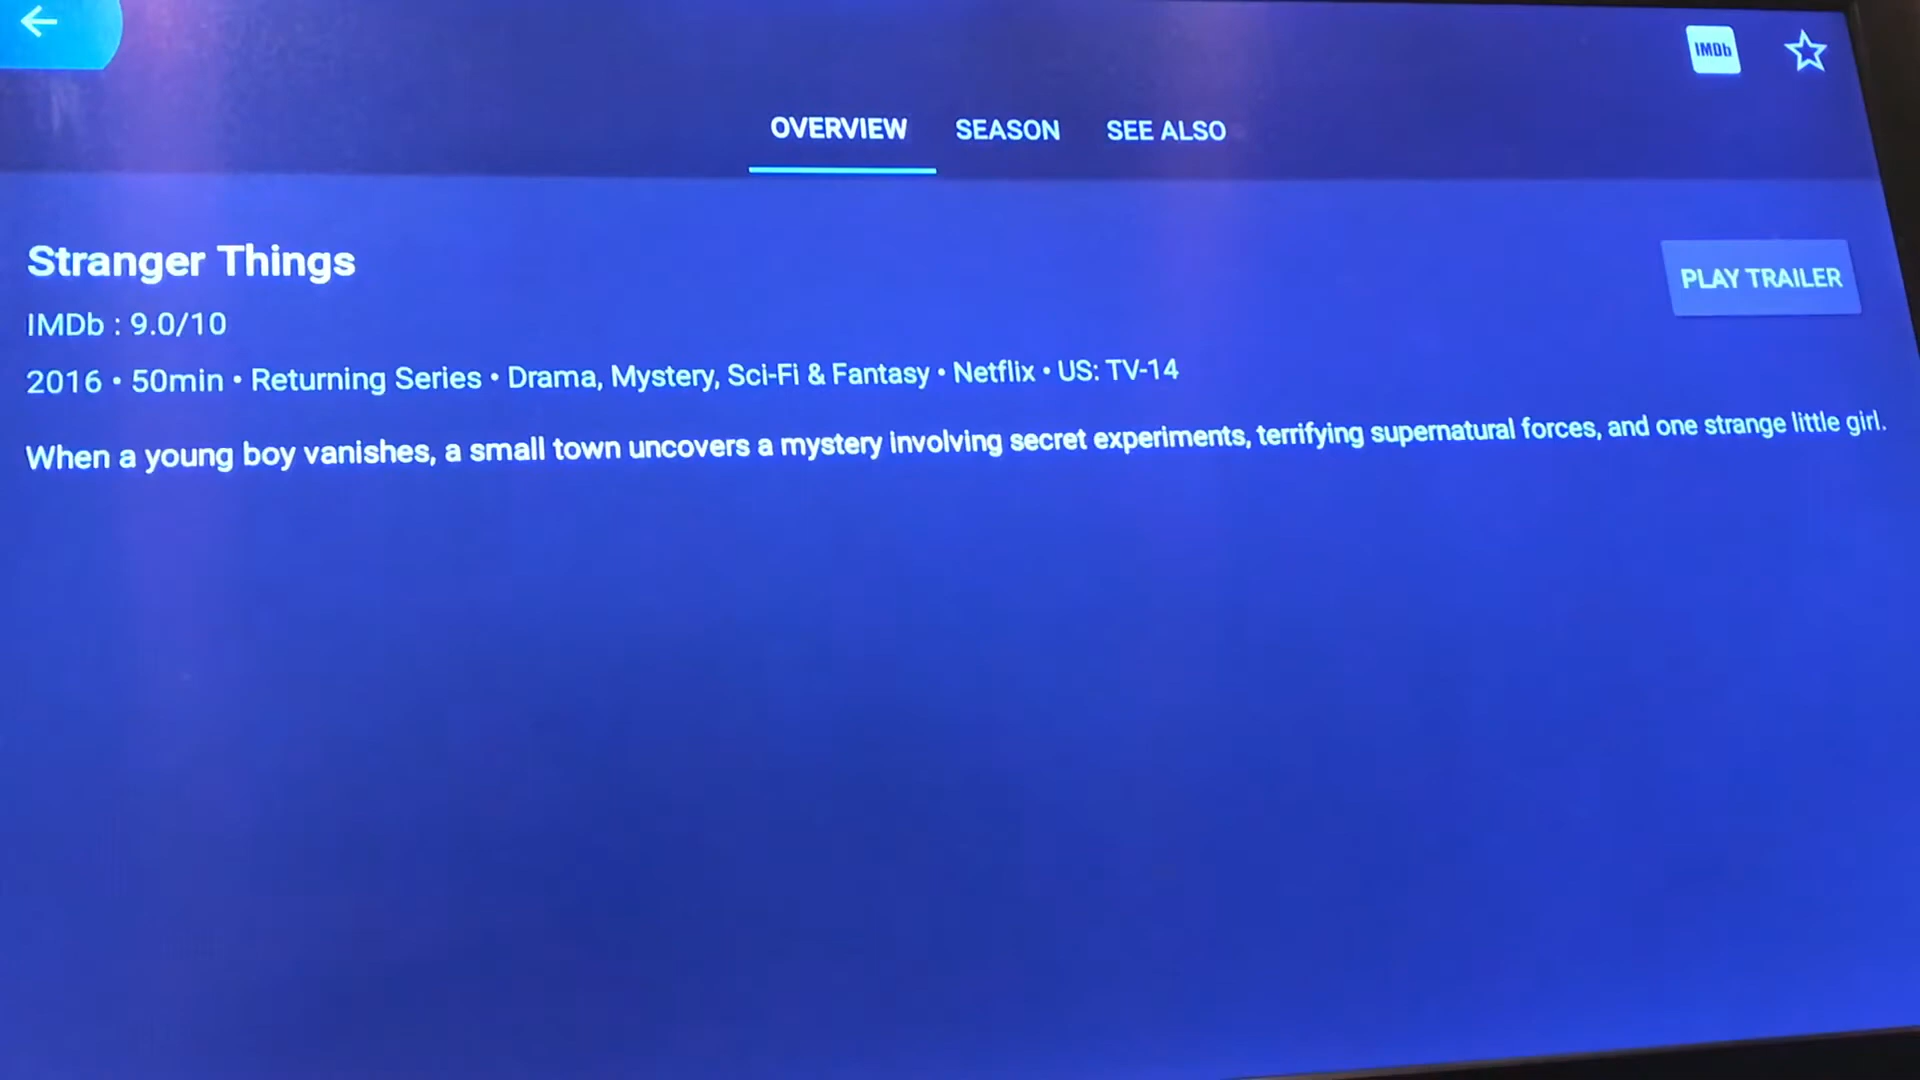 IMDb
OVERVIEW SEASON SEE ALSO
Stranger Things
PLAY TRAILER
IMDb : 9.0/10
2016 • 50min • Returning Series • Drama, Mystery, Sci-Fi & Fantasy • Netflix • US: TV-14
When a young boy vanishes, a small town uncovers a mystery involving secret experiments, terrifying supernatural forces, and one strange little girl.